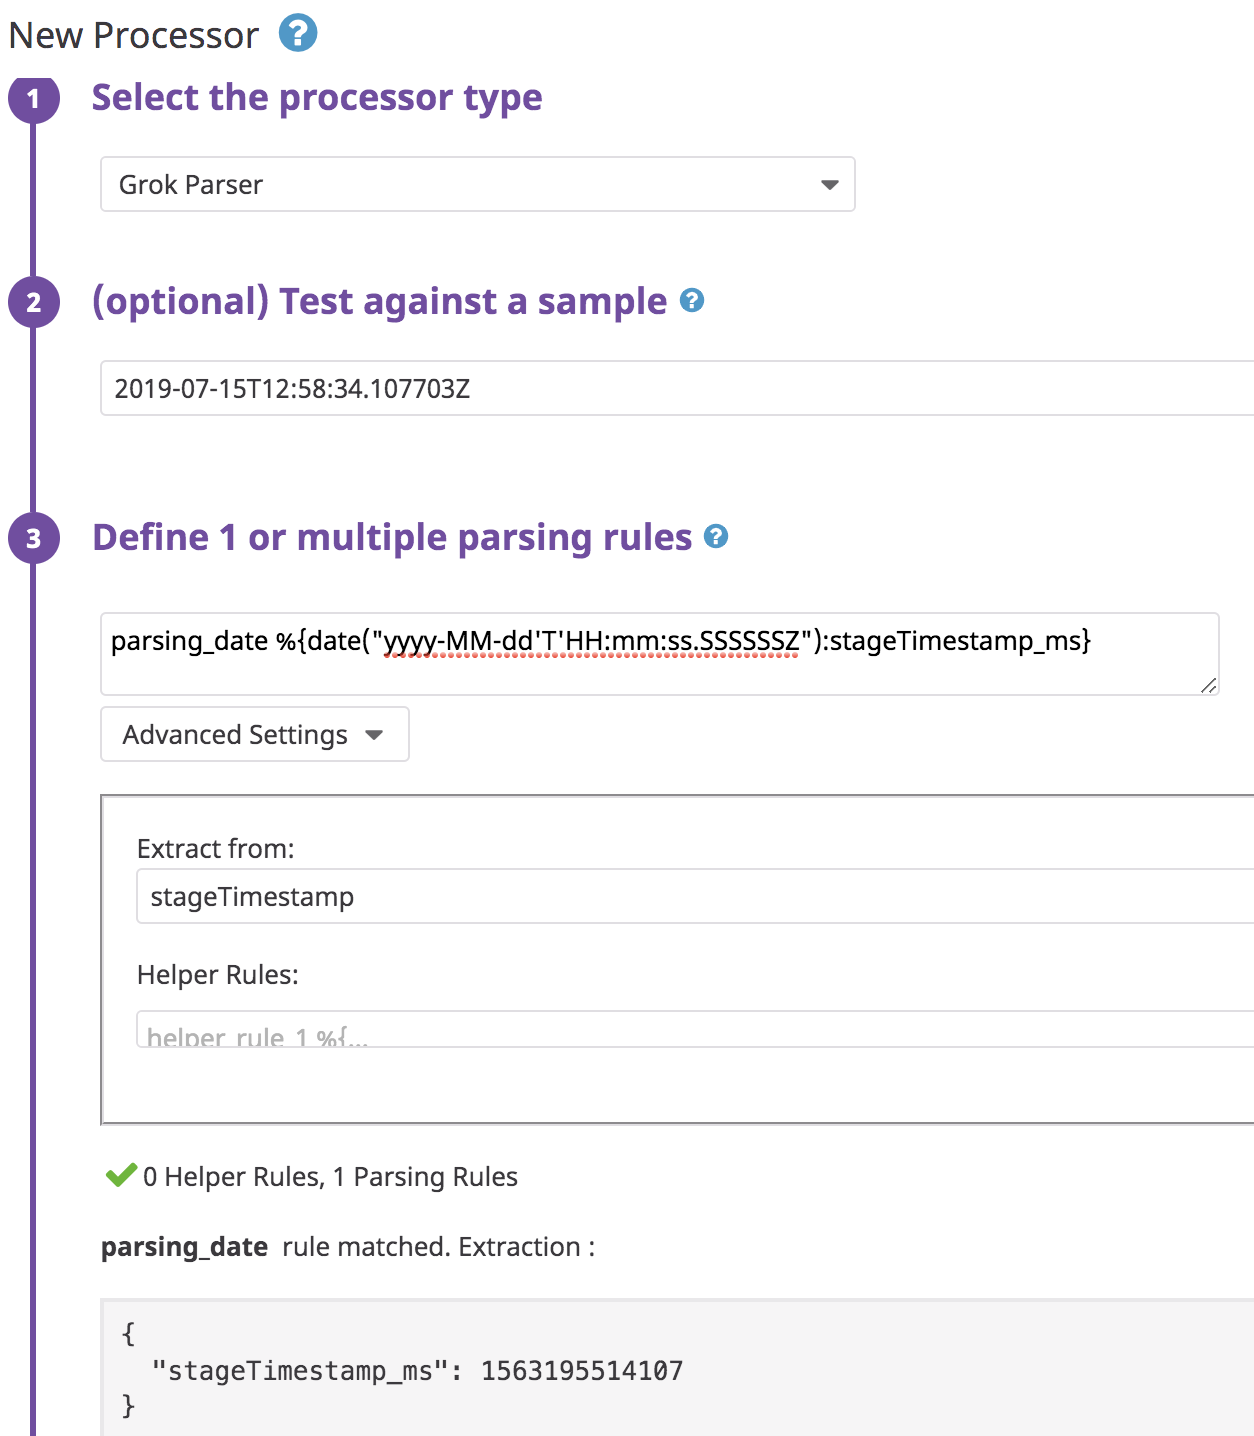 New Processor ?
1 Select the processor type
Grok Parser
2 (optional) Test against a sample ?
2019-07-15T12:58:34.107703Z
3 Define 1 or multiple parsing rules ?
parsing_date %{date("yyyy-MM-dd'T'HH:mm:ss.SSSSSSZ"):stageTimestamp_ms}
Advanced Settings
Extract from:
stageTimestamp
Helper Rules:
helper_rule_1 %{...
0 Helper Rules, 1 Parsing Rules
parsing_date rule matched. Extraction :
{
"stageTimestamp_ms": 1563195514107
}